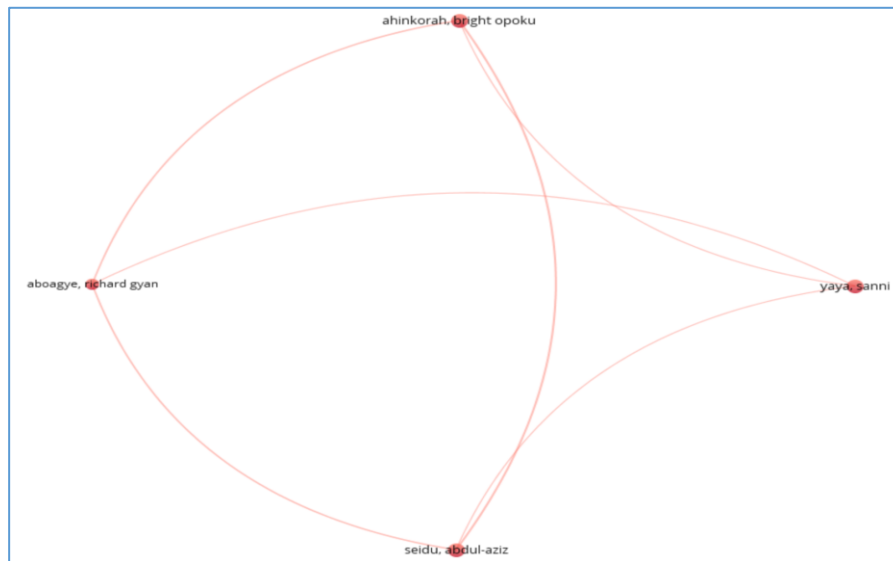 ahinkorah, bright opoku
aboagye, richard gyan
yaya, sanni
seidu, abdul-aziz